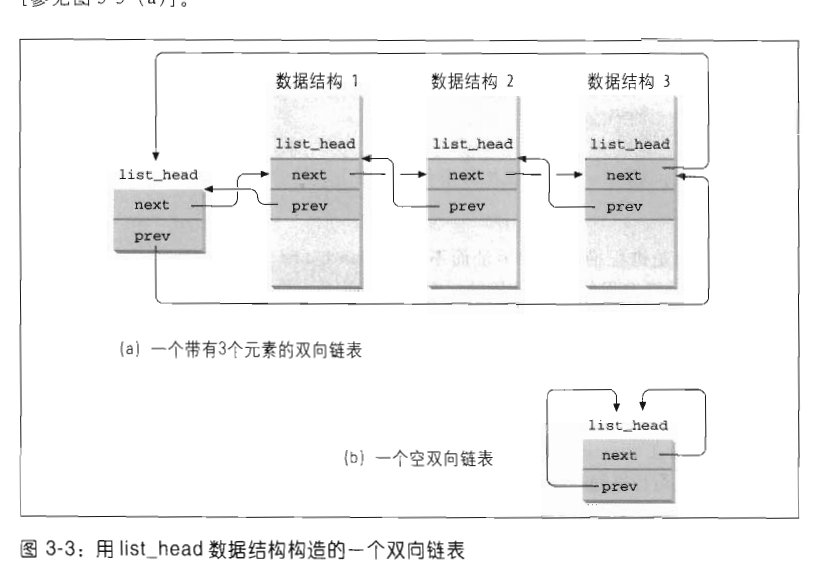 [参见图 3-3 (a)]。
数据结构 1
数据结构 2
数据结构 3
list_head
list_head
list_head
list_head
next
next
next
next
prev
prev
prev
prev
(a) 一个带有3个元素的双向链表
list_head
(b) 一个空双向链表
next
prev
图 3-3：用 list_head 数据结构构造的一个双向链表